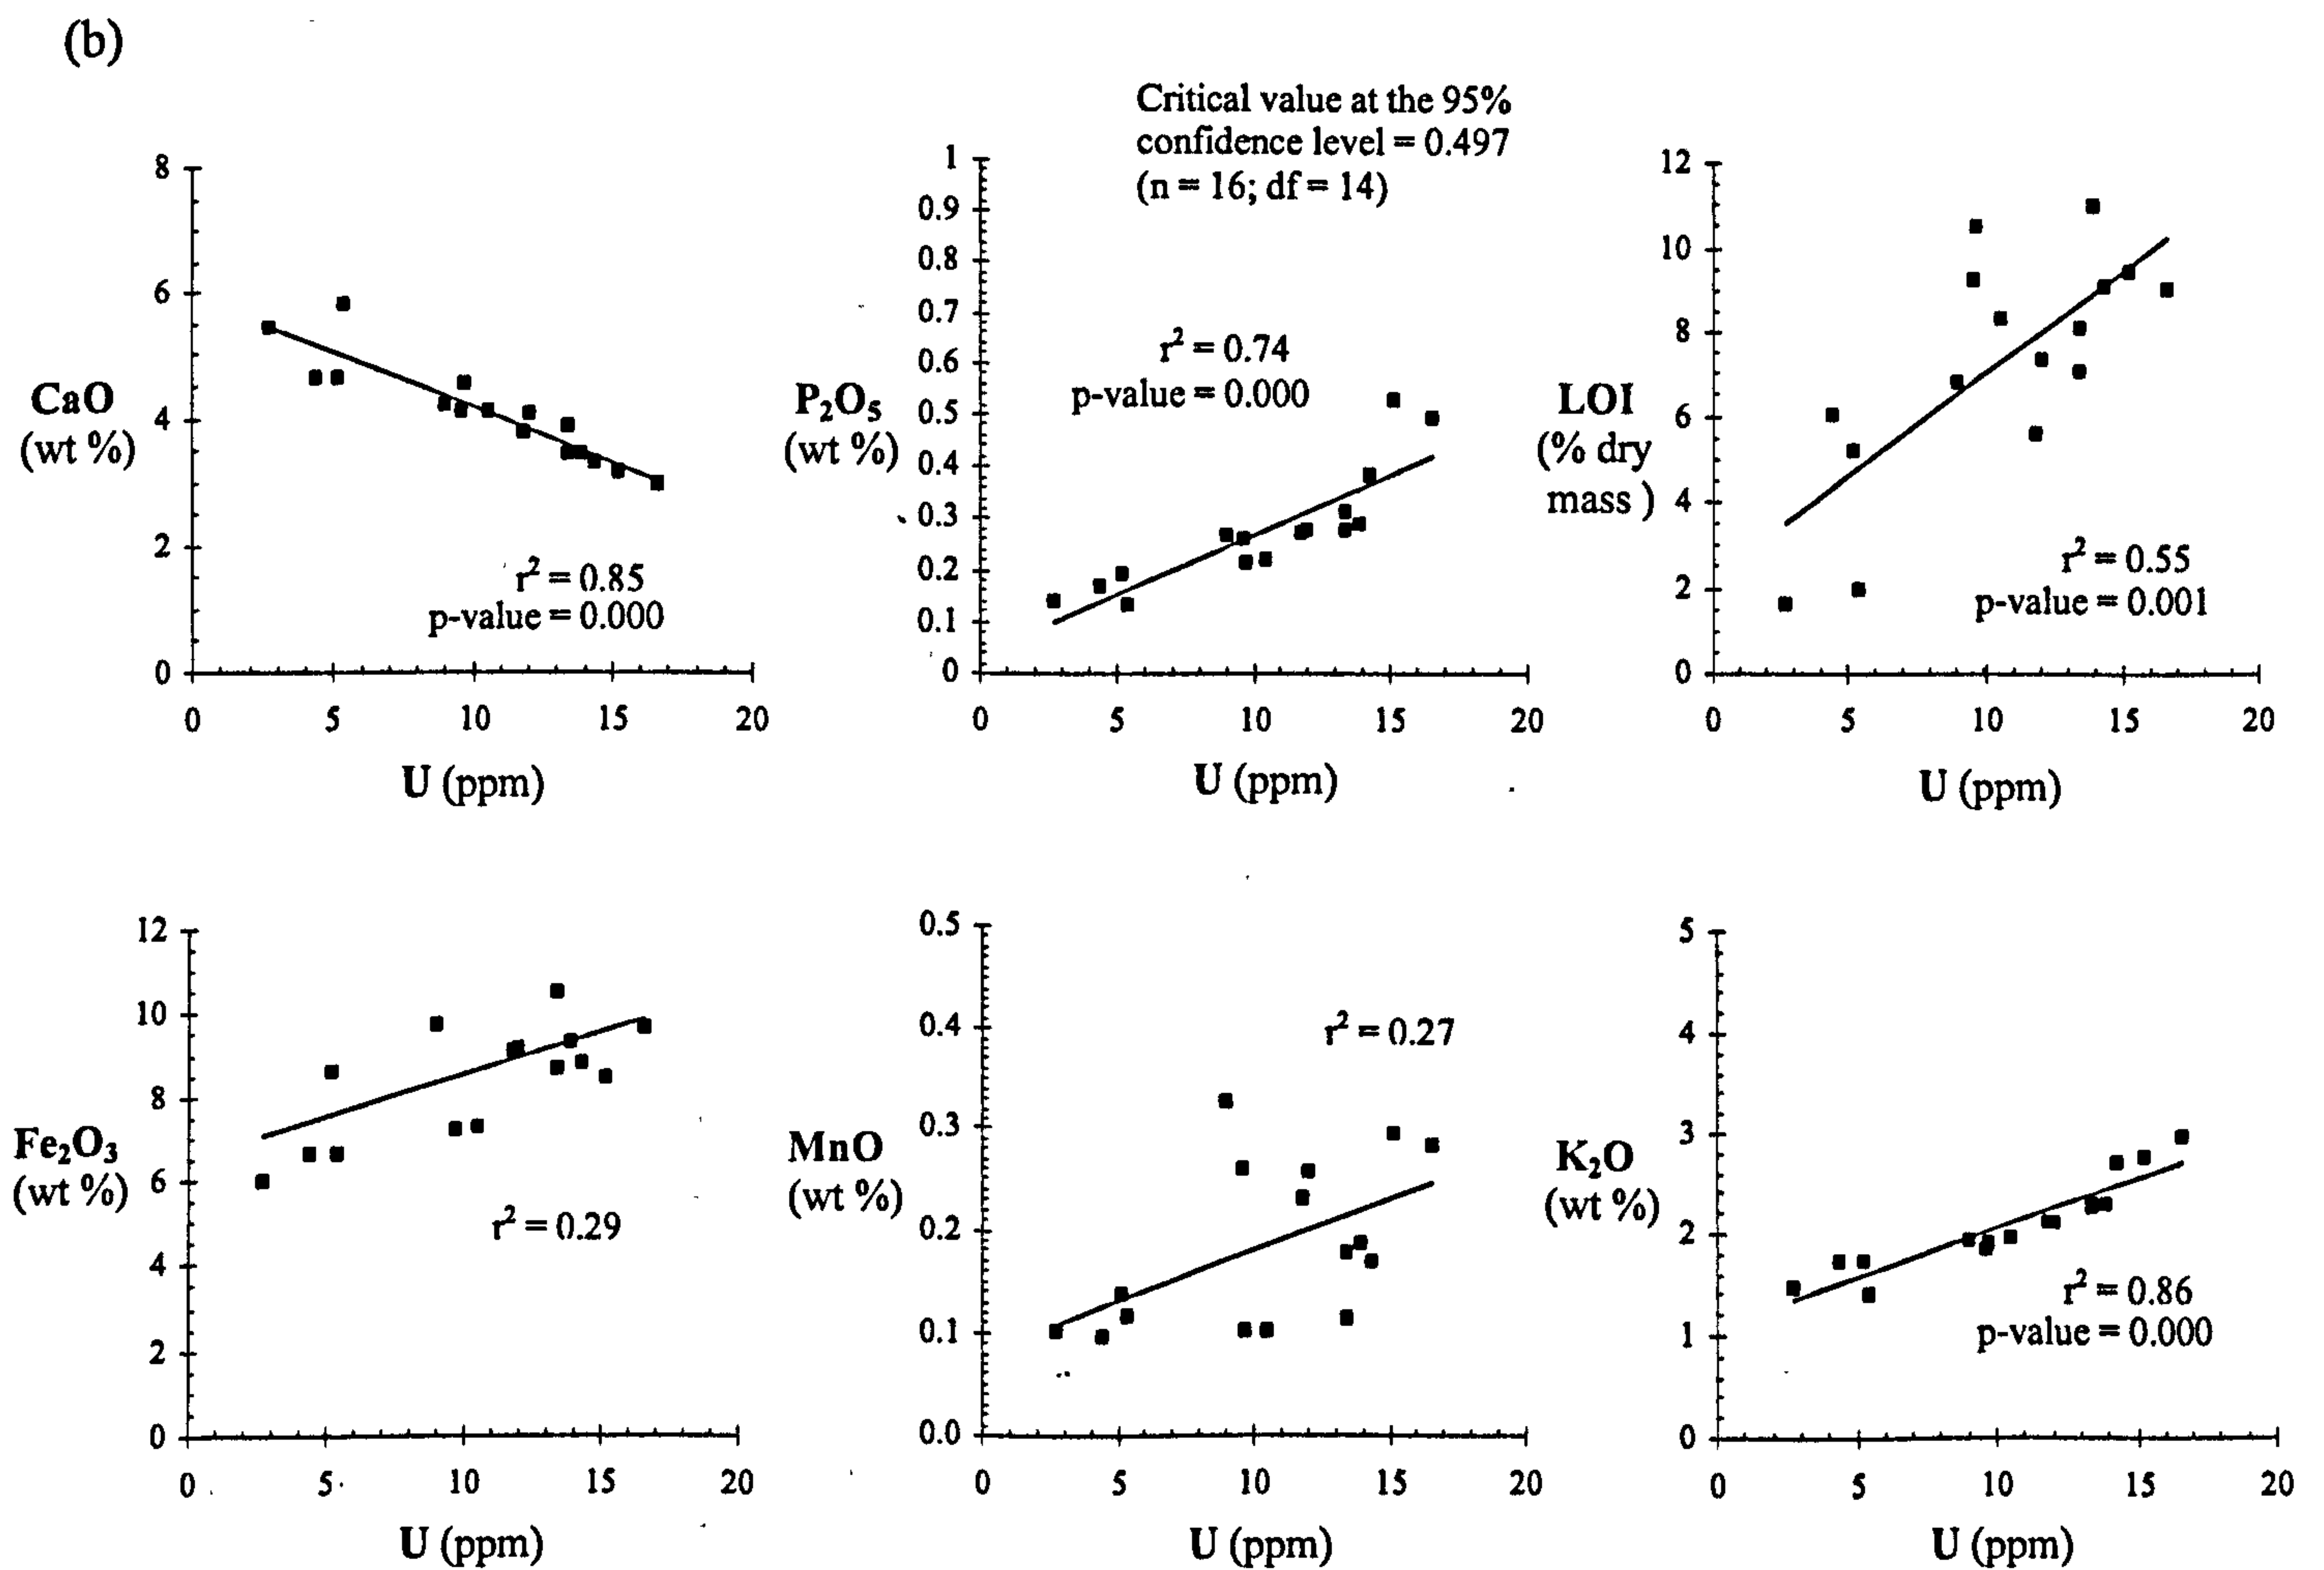 (b)
Critical value at the 95%
confidence level = 0.497
(n = 16; df = 14)
8
6
4
2
0
CaO
(wt %)
r² = 0.85
p-value = 0.000
0 5 10 15 20
U (ppm)
1
0.9
0.8
0.7
0.6
0.5
0.4
0.3
0.2
0.1
0
P₂O₅
(wt %)
r² = 0.74
p-value = 0.000
0 5 10 15 20
U (ppm)
12
10
8
6
4
2
0
LOI
(% dry
mass )
r² = 0.55
p-value = 0.001
0 5 10 15 20
U (ppm)
12
10
8
6
4
2
0
Fe₂O₃
(wt %)
r² = 0.29
0 5 10 15 20
U (ppm)
0.5
0.4
0.3
0.2
0.1
0.0
MnO
(wt %)
r² = 0.27
0 5 10 15 20
U (ppm)
5
4
3
2
1
0
K₂O
(wt %)
r² = 0.86
p-value = 0.000
0 5 10 15 20
U (ppm)